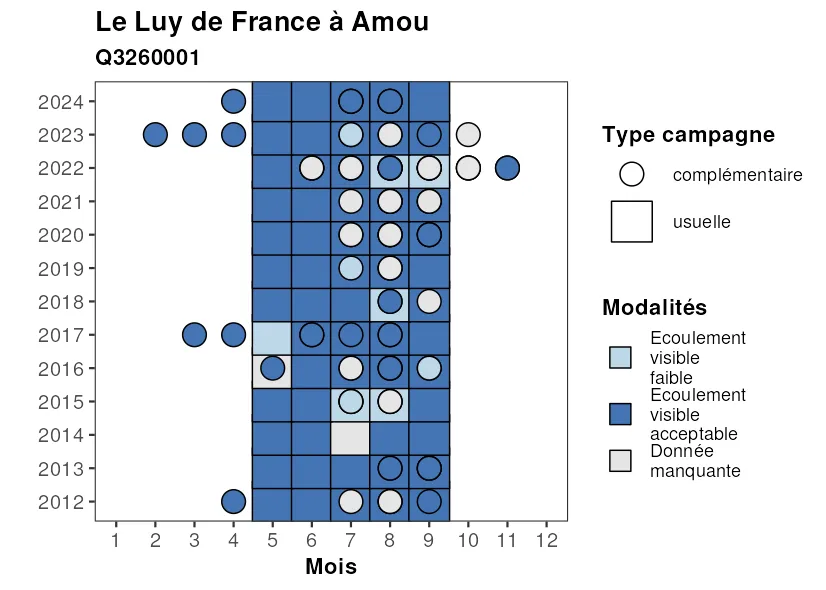 Le Luy de France à Amou
Q3260001
2024
2023
2022
2021
2020
2019
2018
2017
2016
2015
2014
2013
2012
1 2 3 4 5 6 7 8 9 10 11 12
Mois
Type campagne
complémentaire
usuelle
Modalités
Ecoulement
visible
faible
Ecoulement
visible
acceptable
Donnée
manquante